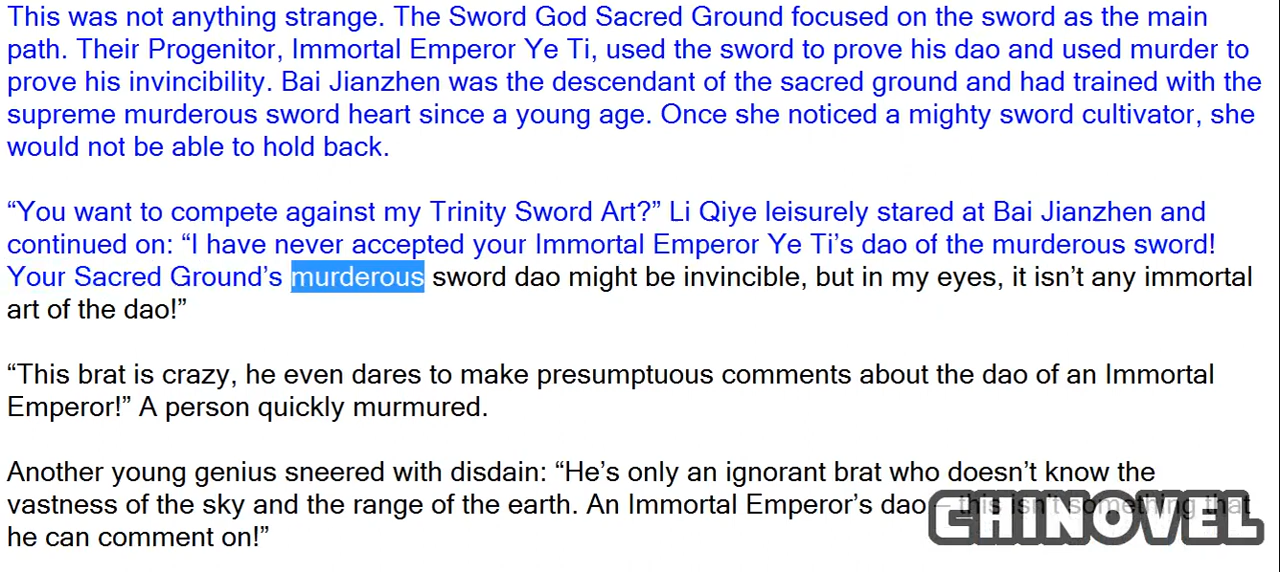 This was not anything strange. The Sword God Sacred Ground focused on the sword as the main
path. Their Progenitor, Immortal Emperor Ye Ti, used the sword to prove his dao and used murder to
prove his invincibility. Bai Jianzhen was the descendant of the sacred ground and had trained with the
supreme murderous sword heart since a young age. Once she noticed a mighty sword cultivator, she
would not be able to hold back.
“You want to compete against my Trinity Sword Art?” Li Qiye leisurely stared at Bai Jianzhen and
continued on: “I have never accepted your Immortal Emperor Ye Ti’s dao of the murderous sword!
Your Sacred Ground’s murderous sword dao might be invincible, but in my eyes, it isn’t any immortal
art of the dao!”
“This brat is crazy, he even dares to make presumptuous comments about the dao of an Immortal
Emperor!” A person quickly murmured.
Another young genius sneered with disdain: “He’s only an ignorant brat who doesn’t know the
vastness of the sky and the range of the earth. An Immortal Emperor’s dao – this isn’t something that
he can comment on!”
CHINOVEL